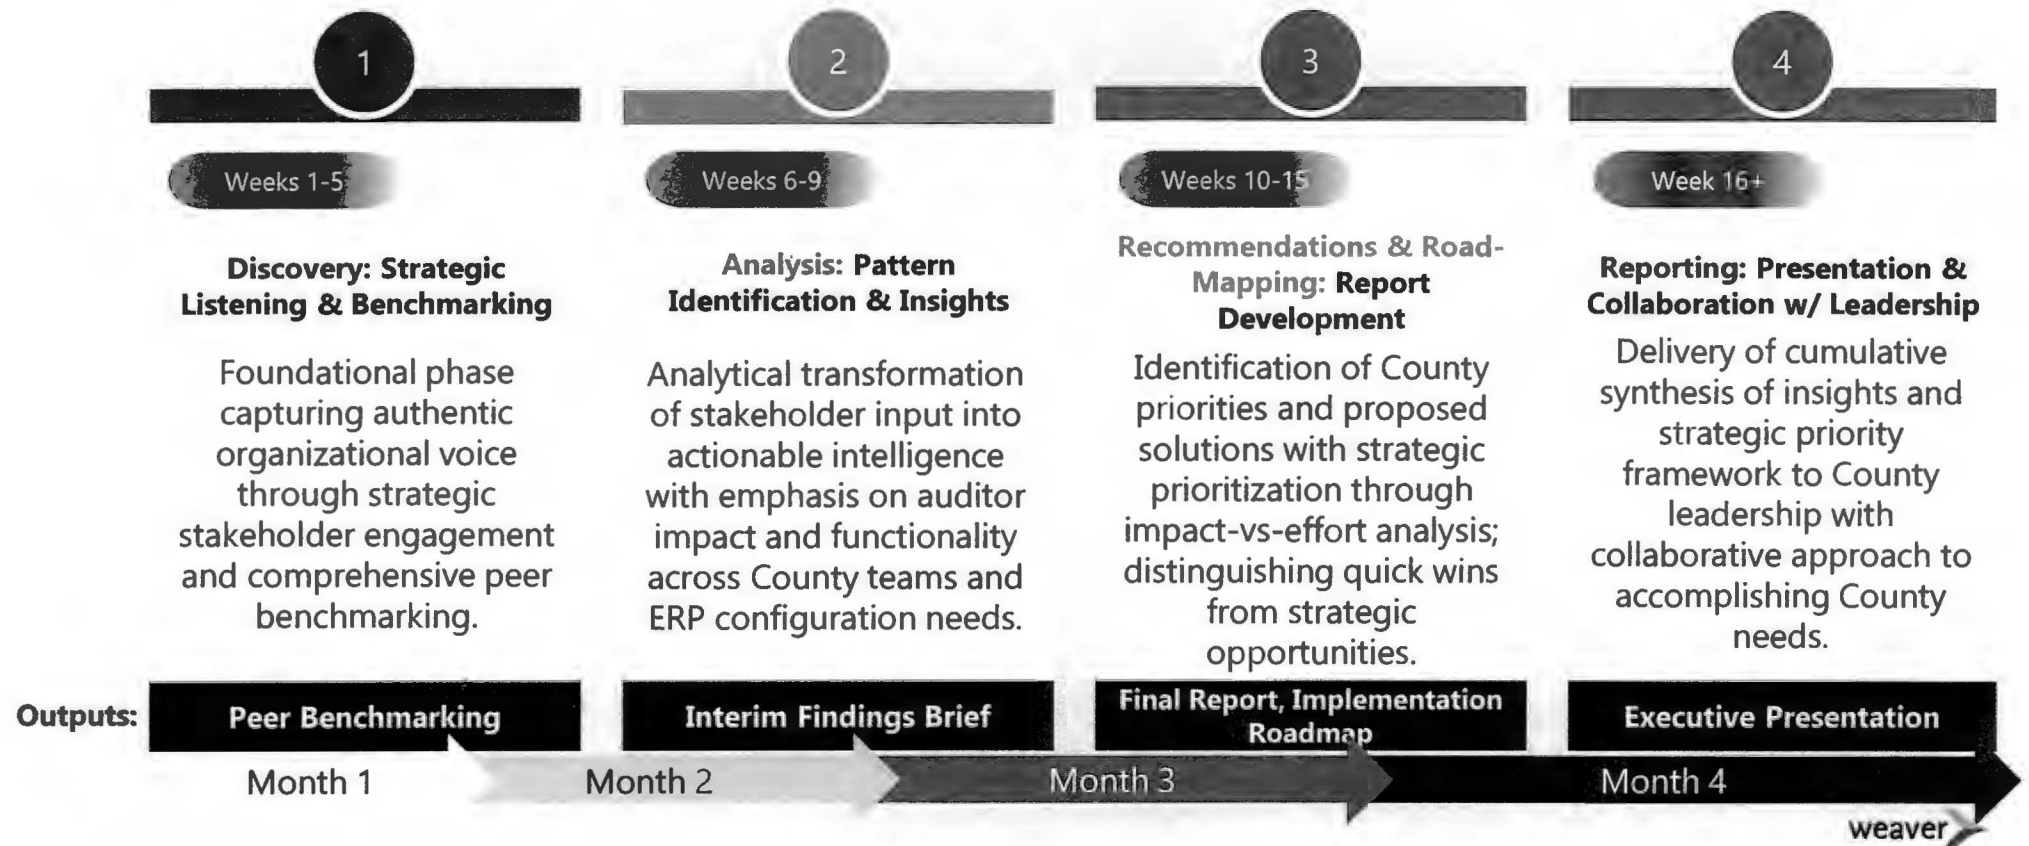 1
Weeks 1-5
Discovery: Strategic
Listening & Benchmarking
Foundational phase
capturing authentic
organizational voice
through strategic
stakeholder engagement
and comprehensive peer
benchmarking.
2
Weeks 6-9
Analysis: Pattern
Identification & Insights
Analytical transformation
of stakeholder input into
actionable intelligence
with emphasis on auditor
impact and functionality
across County teams and
ERP configuration needs.
3
Weeks 10-15
Recommendations & Road-
Mapping: Report
Development
Identification of County
priorities and proposed
solutions with strategic
prioritization through
impact-vs-effort analysis;
distinguishing quick wins
from strategic
opportunities.
4
Week 16+
Reporting: Presentation &
Collaboration w/ Leadership
Delivery of cumulative
synthesis of insights and
strategic priority
framework to County
leadership with
collaborative approach to
accomplishing County
needs.
Outputs:
Peer Benchmarking
Interim Findings Brief
Final Report, Implementation
Roadmap
Executive Presentation
Month 1
Month 2
Month 3
Month 4
weaver